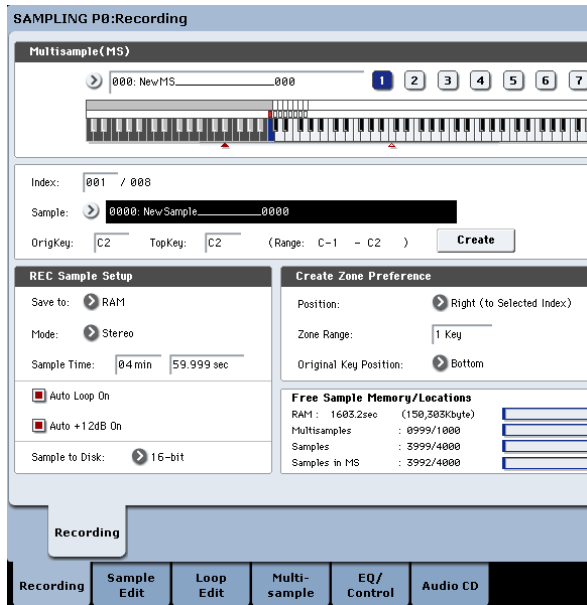 SAMPLING P0:Recording
Multisample(MS)
000: NewMS______________000 1 2 3 4 5 6 7
Index: 001 / 008
Sample: 0000: NewSample__________0000
OrigKey: C2 TopKey: C2 (Range: C-1 - C2 ) Create
REC Sample Setup
Save to: RAM
Mode: Stereo
Sample Time: 04 min 59.999 sec
Auto Loop On
Auto +12dB On
Sample to Disk: 16-bit
Create Zone Preference
Position: Right (to Selected Index)
Zone Range: 1 Key
Original Key Position: Bottom
Free Sample Memory/Locations
RAM : 1603.2sec (150,303Kbyte)
Multisamples : 0999/1000
Samples : 3999/4000
Samples in MS : 3992/4000
Recording
Recording
Sample
Edit
Loop
Edit
Multi-
sample
EQ/
Control
Audio CD